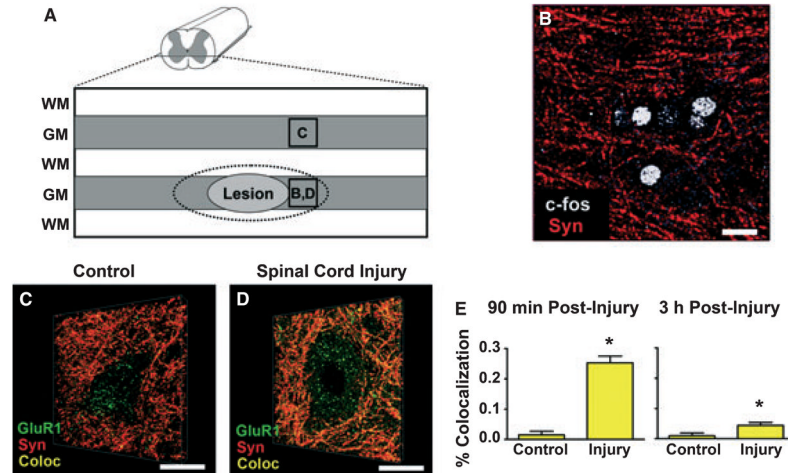 A
WM
GM
C
WM
GM
Lesion
B,D
WM
B
c-fos
Syn
Control
Spinal Cord Injury
C
GluR1
Syn
Coloc
D
GluR1
Syn
Coloc
E
90 min Post-Injury
3 h Post-Injury
% Colocalization
0.3
0.2
0.1
0.0
*
*
Control
Injury
Control
Injury